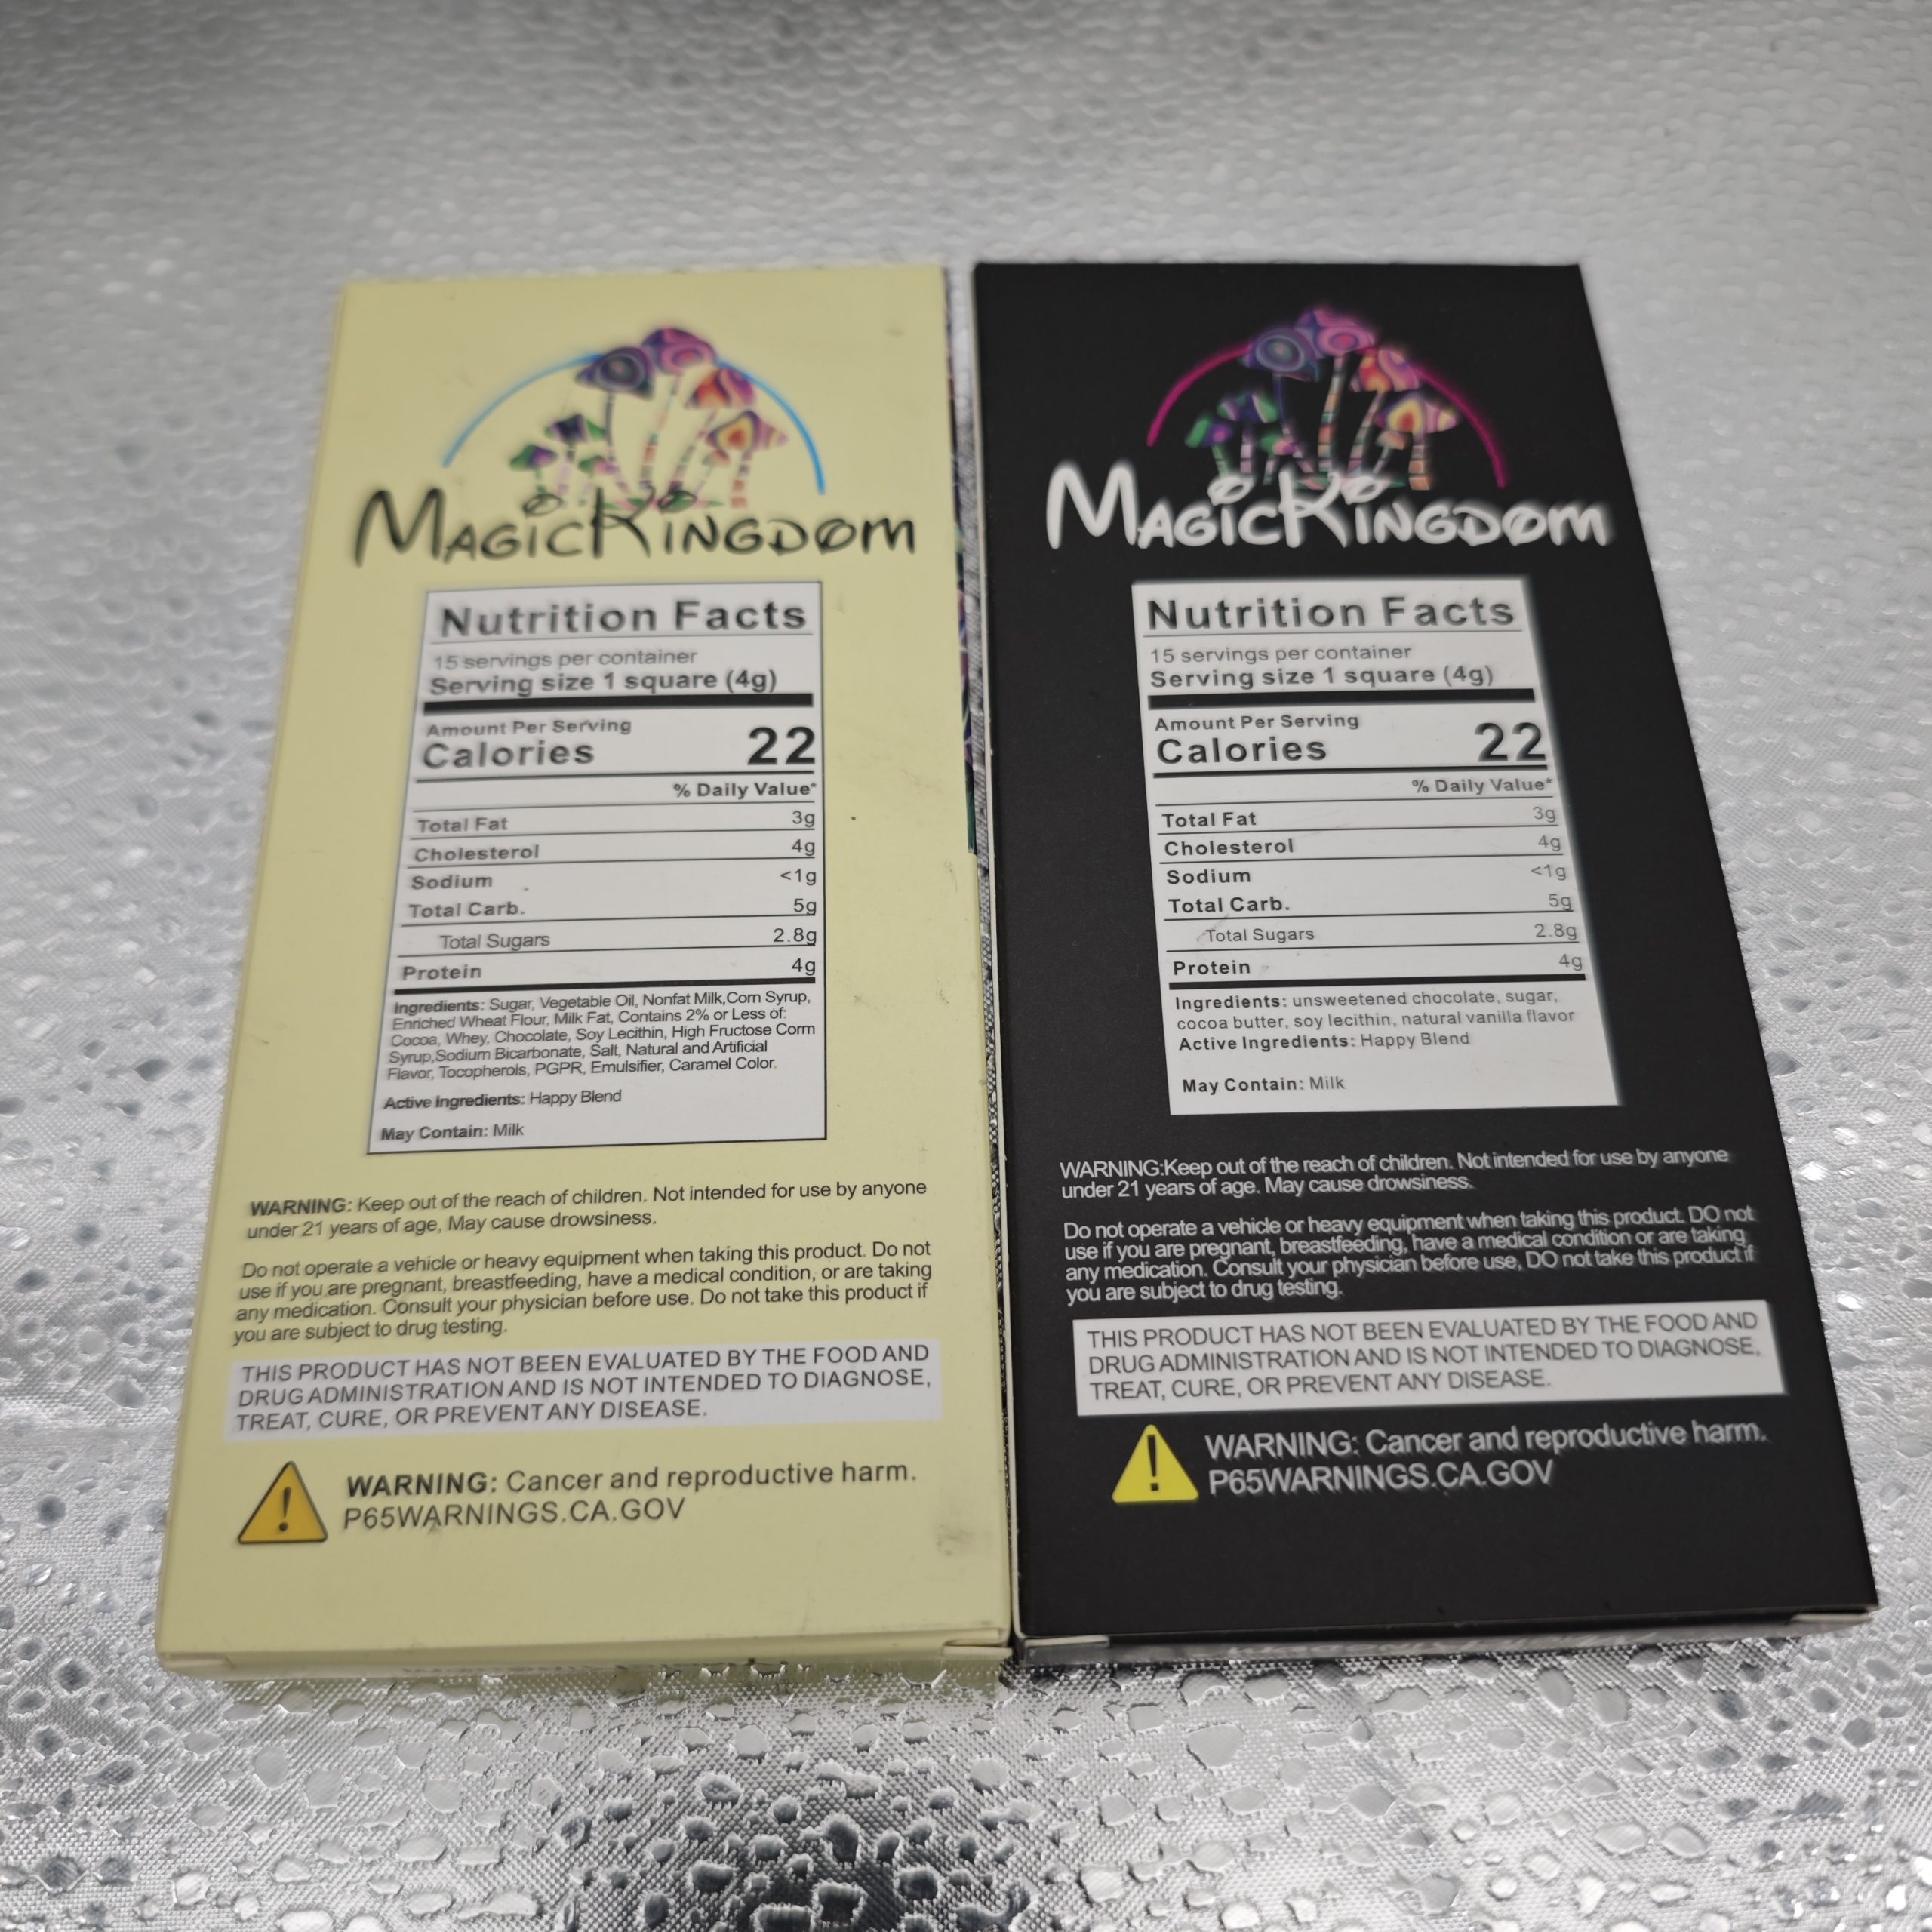 MagicKingdom
Nutrition Facts
15 servings per container
Serving size 1 square (4g)
Amount Per Serving
Calories 22
% Daily Value*
Total Fat 3g
Cholesterol 4g
Sodium <1g
Total Carb. 5g
Total Sugars 2.8g
Protein 4g
Ingredients: Sugar, Vegetable Oil, Nonfat Milk,Corn Syrup,
Enriched Wheat Flour, Milk Fat, Contains 2% or Less of:
Cocoa, Whey, Chocolate, Soy Lecithin, High Fructose Corn
Syrup,Sodium Bicarbonate, Salt, Natural and Artificial
Flavor, Tocopherols, PGPR, Emulsifier, Caramel Color.
Active Ingredients: Happy Blend
May Contain: Milk
WARNING: Keep out of the reach of children. Not intended for use by anyone
under 21 years of age, May cause drowsiness.
Do not operate a vehicle or heavy equipment when taking this product. Do not
use if you are pregnant, breastfeeding, have a medical condition, or are taking
any medication. Consult your physician before use. Do not take this product if
you are subject to drug testing.
THIS PRODUCT HAS NOT BEEN EVALUATED BY THE FOOD AND
DRUG ADMINISTRATION AND IS NOT INTENDED TO DIAGNOSE,
TREAT, CURE, OR PREVENT ANY DISEASE.
WARNING: Cancer and reproductive harm.
P65WARNINGS.CA.GOV
MagicKingdom
Nutrition Facts
15 servings per container
Serving size 1 square (4g)
Amount Per Serving
Calories 22
% Daily Value*
Total Fat 3g
Cholesterol 4g
Sodium <1g
Total Carb. 5g
Total Sugars 2.8g
Protein 4g
Ingredients: unsweetened chocolate, sugar,
cocoa butter, soy lecithin, natural vanilla flavor
Active Ingredients: Happy Blend
May Contain: Milk
WARNING:Keep out of the reach of children. Not intended for use by anyone
under 21 years of age. May cause drowsiness.
Do not operate a vehicle or heavy equipment when taking this product. DO not
use if you are pregnant, breastfeeding, have a medical condition or are taking
any medication. Consult your physician before use, DO not take this product if
you are subject to drug testing.
THIS PRODUCT HAS NOT BEEN EVALUATED BY THE FOOD AND
DRUG ADMINISTRATION AND IS NOT INTENDED TO DIAGNOSE,
TREAT, CURE, OR PREVENT ANY DISEASE.
WARNING: Cancer and reproductive harm.
P65WARNINGS.CA.GOV